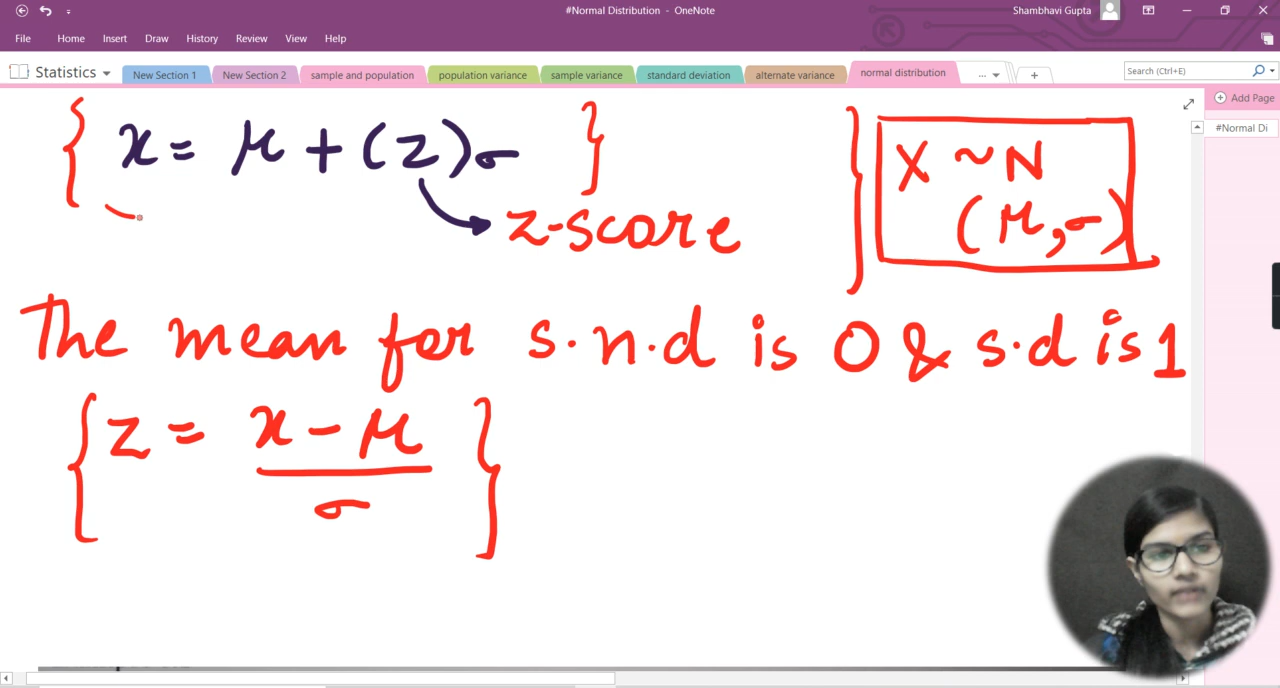 #Normal Distribution - OneNote
Shambhavi Gupta
File Home Insert Draw History Review View Help
Statistics
New Section 1 New Section 2 sample and population population variance sample variance standard deviation alternate variance normal distribution ... +
Search (Ctrl+E)
Add Page
#Normal Di
{ x = μ + (z)σ }
z-score
} X ~ N
(μ,σ)
The mean for s.n.d is 0 & s.d is 1
{ z = x - μ
σ }